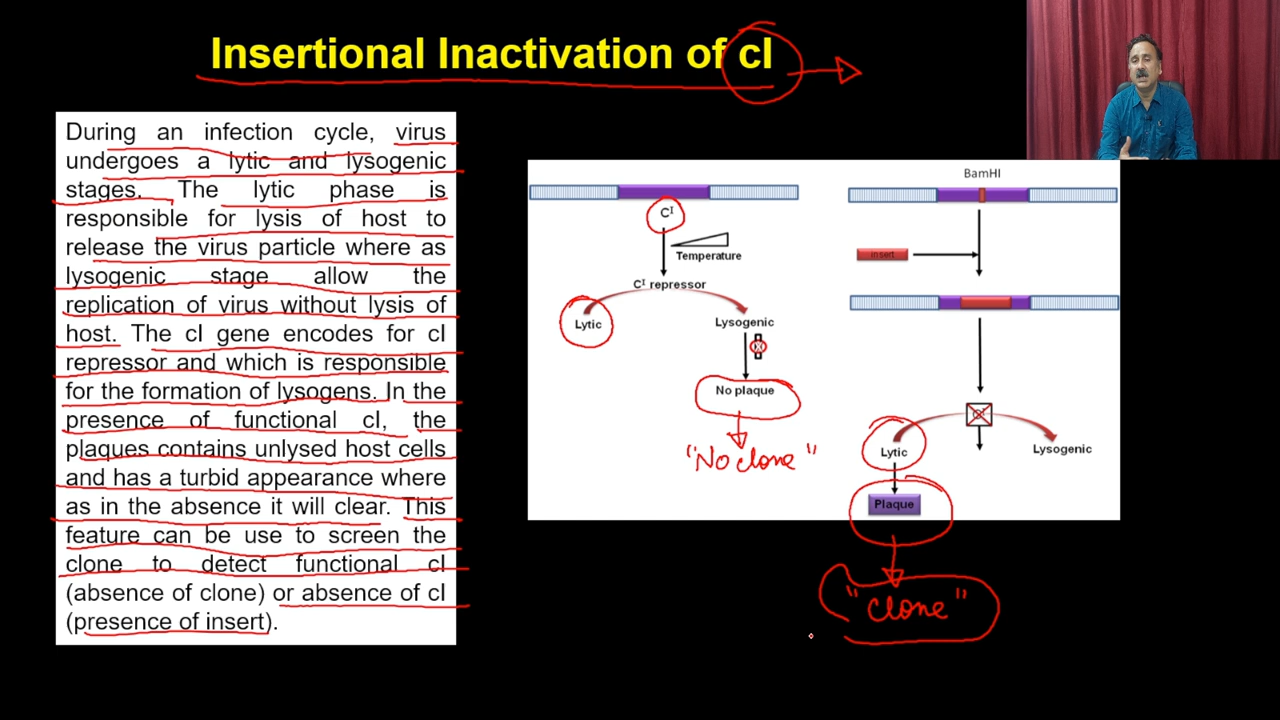 Insertional Inactivation of cI
During an infection cycle, virus
undergoes a lytic and lysogenic
stages. The lytic phase is
responsible for lysis of host to
release the virus particle where as
lysogenic stage allow the
replication of virus without lysis of
host. The cI gene encodes for cI
repressor and which is responsible
for the formation of lysogens. In the
presence of functional cI, the
plaques contains unlysed host cells
and has a turbid appearance where
as in the absence it will clear. This
feature can be use to screen the
clone to detect functional cI
(absence of clone) or absence of cI
(presence of insert).
C^I
Temperature
C^I repressor
Lytic
Lysogenic
No plaque
"No clone"
BamHI
insert
Lytic
Lysogenic
Plaque
"clone"